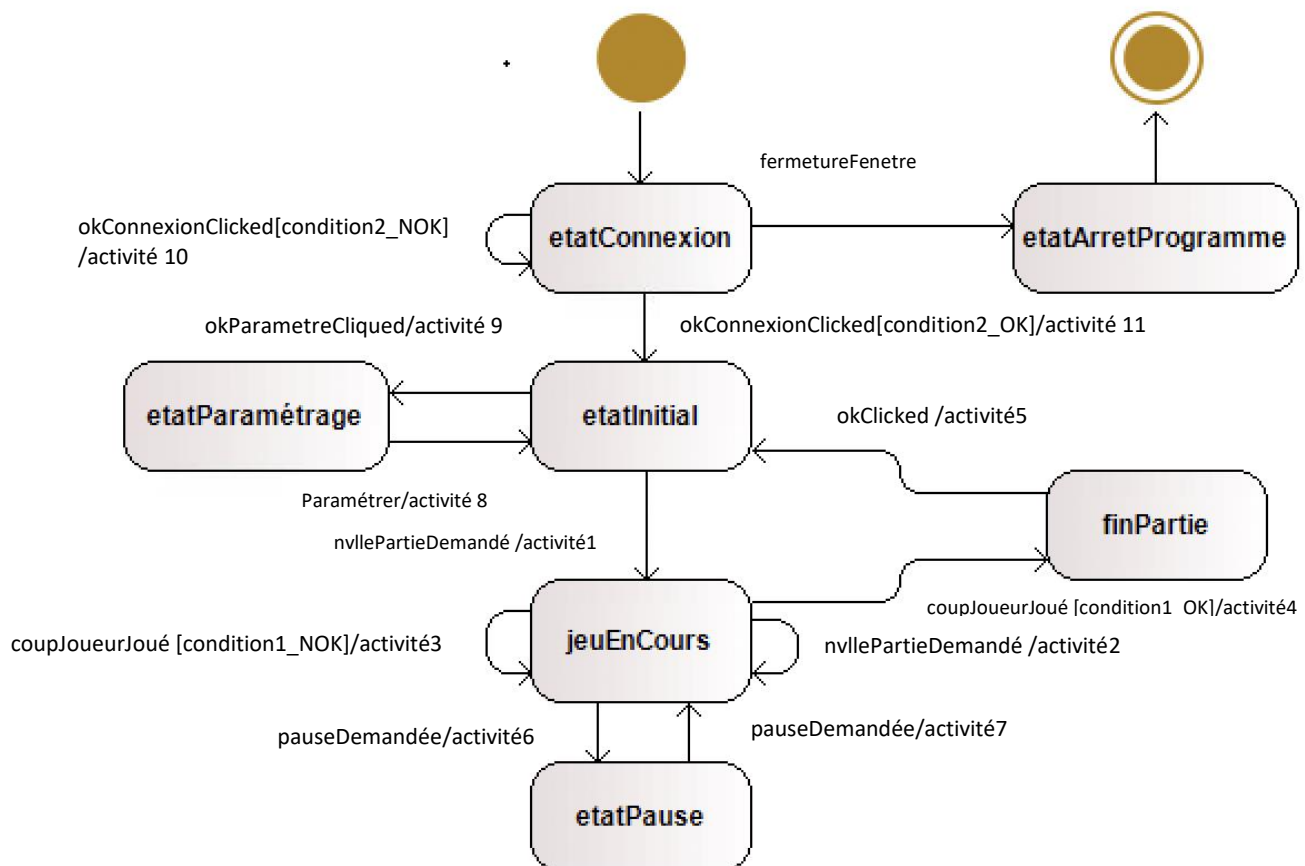 fermetureFenetre
okConnexionClicked[condition2_NOK]
/activité 10
etatConnexion
etatArretProgramme
okParametreCliqued/activité 9
okConnexionClicked[condition2_OK]/activité 11
etatParamétrage
etatInitial
okClicked /activité5
Paramétrer/activité 8
finPartie
nvllePartieDemandé /activité1
coupJoueurJoué [condition1_OK]/activité4
coupJoueurJoué [condition1_NOK]/activité3
jeuEnCours
nvllePartieDemandé /activité2
pauseDemandée/activité6
pauseDemandée/activité7
etatPause